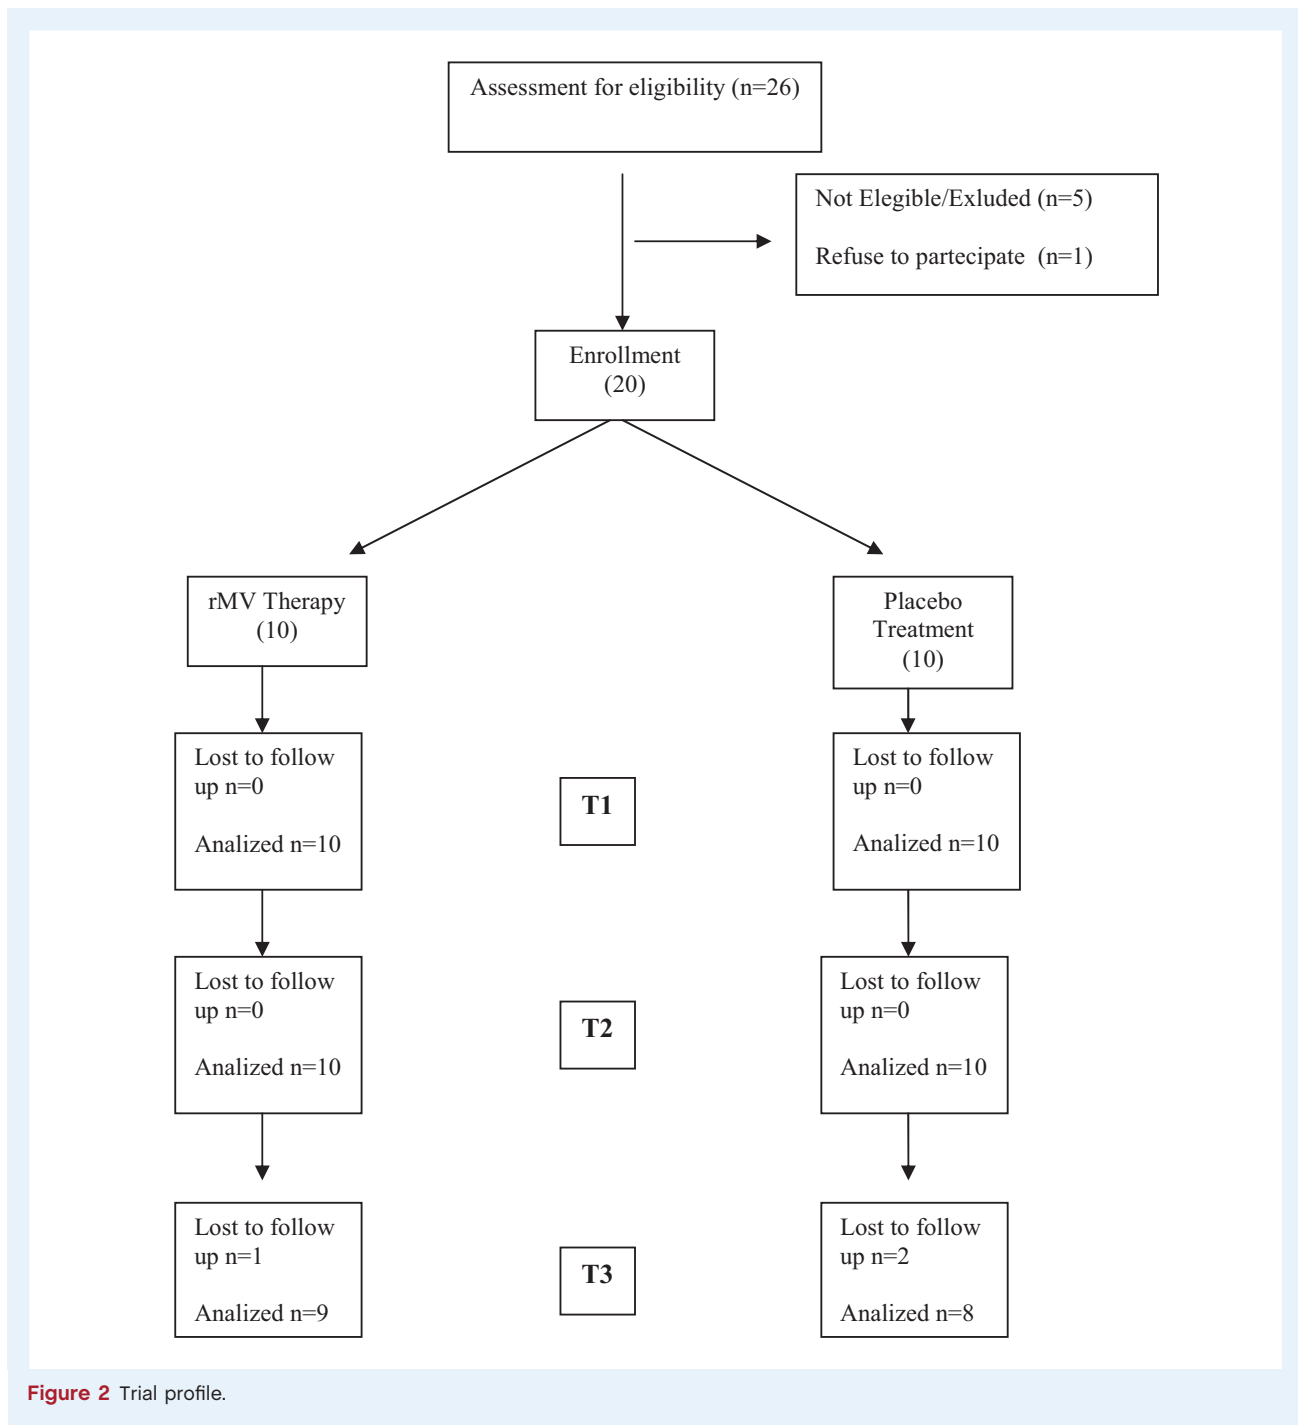 Assessment for eligibility (n=26)
Not Elegible/Exluded (n=5)
Refuse to partecipate (n=1)
Enrollment
(20)
rMV Therapy
(10)
Placebo
Treatment
(10)
Lost to follow
up n=0
Analized n=10
T1
Lost to follow
up n=0
Analized n=10
Lost to follow
up n=0
Analized n=10
T2
Lost to follow
up n=0
Analized n=10
Lost to follow
up n=1
Analized n=9
T3
Lost to follow
up n=2
Analized n=8
Figure 2 Trial profile.